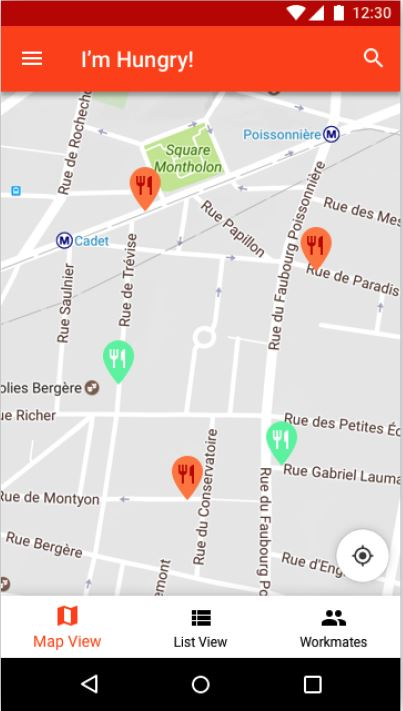 12:30
I'm Hungry!
Rue de Rochecho
Poissonnière M
Square
Montholon
Rue des Mes
Rue Papillon
Rue du Faubourg Poissonnière
M Cadet
Rue de Trévise
Rue de Paradis
Rue Saulnier
olies Bergère
ue Richer
Rue des Petites Éc
Rue Gabriel Lauma
Rue du Conservatoire
Rue du Faubourg Po
Rue de Montyon
Rue Bergère
emont
Rue d'Eng
Map View
List View
Workmates